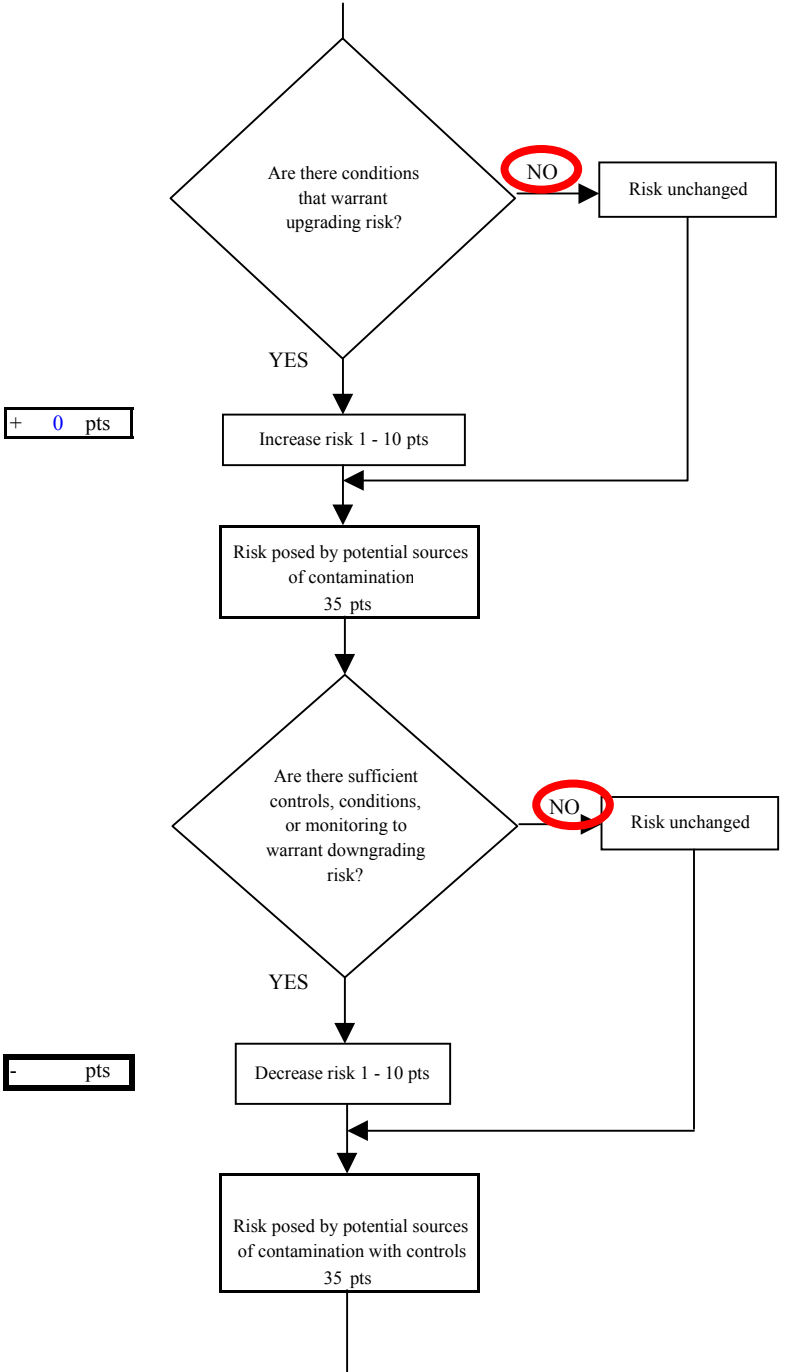 Are there conditions
that warrant
upgrading risk?
NO
Risk unchanged
YES
+ 0 pts
Increase risk 1 - 10 pts
Risk posed by potential sources
of contamination
35 pts
Are there sufficient
controls, conditions,
or monitoring to
warrant downgrading
risk?
NO
Risk unchanged
YES
- pts
Decrease risk 1 - 10 pts
Risk posed by potential sources
of contamination with controls
35 pts